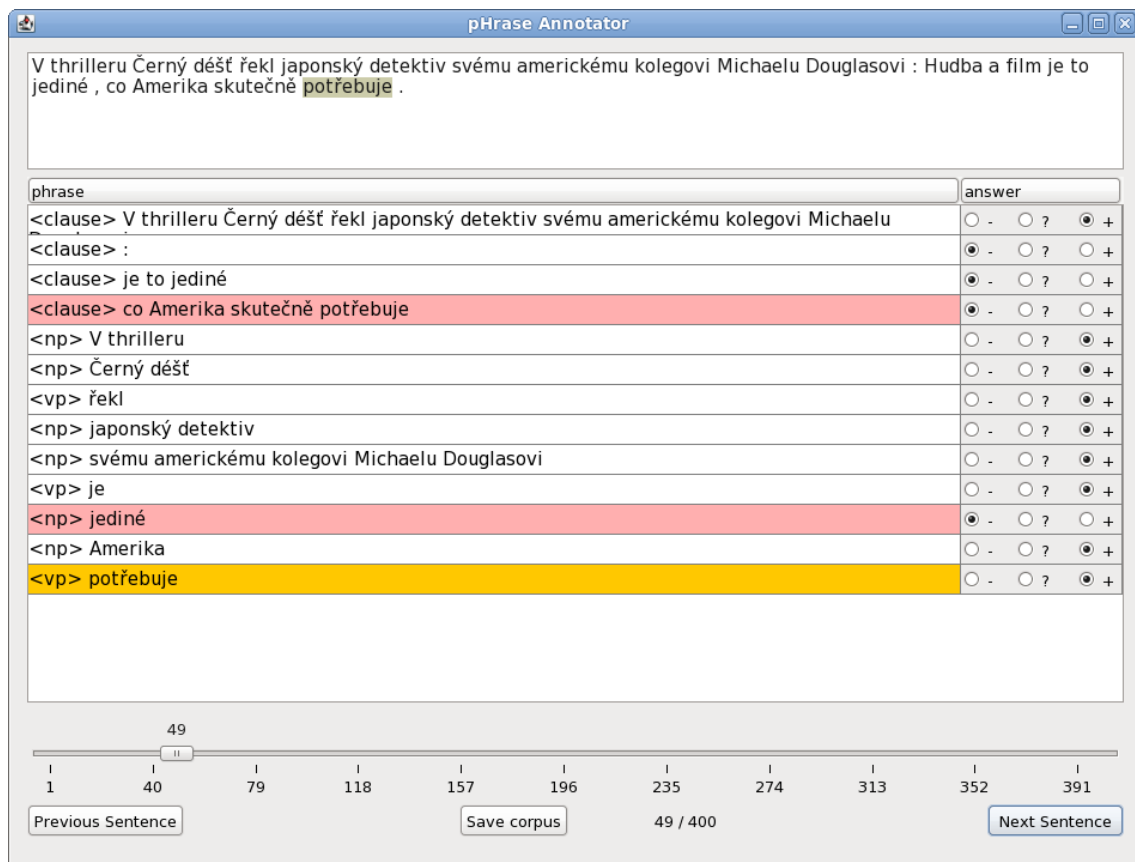 pHrase Annotator
V thrilleru Černý déšť řekl japonský detektiv svému americkému kolegovi Michaelu Douglasovi : Hudba a film je to
jediné , co Amerika skutečně potřebuje .
phrase answer
<clause> V thrilleru Černý déšť řekl japonský detektiv svému americkému kolegovi Michaelu - ? +
<clause> : - ? +
<clause> je to jediné - ? +
<clause> co Amerika skutečně potřebuje - ? +
<np> V thrilleru - ? +
<np> Černý déšť - ? +
<vp> řekl - ? +
<np> japonský detektiv - ? +
<np> svému americkému kolegovi Michaelu Douglasovi - ? +
<vp> je - ? +
<np> jediné - ? +
<np> Amerika - ? +
<vp> potřebuje - ? +
49
1 40 79 118 157 196 235 274 313 352 391
Previous Sentence Save corpus 49 / 400 Next Sentence